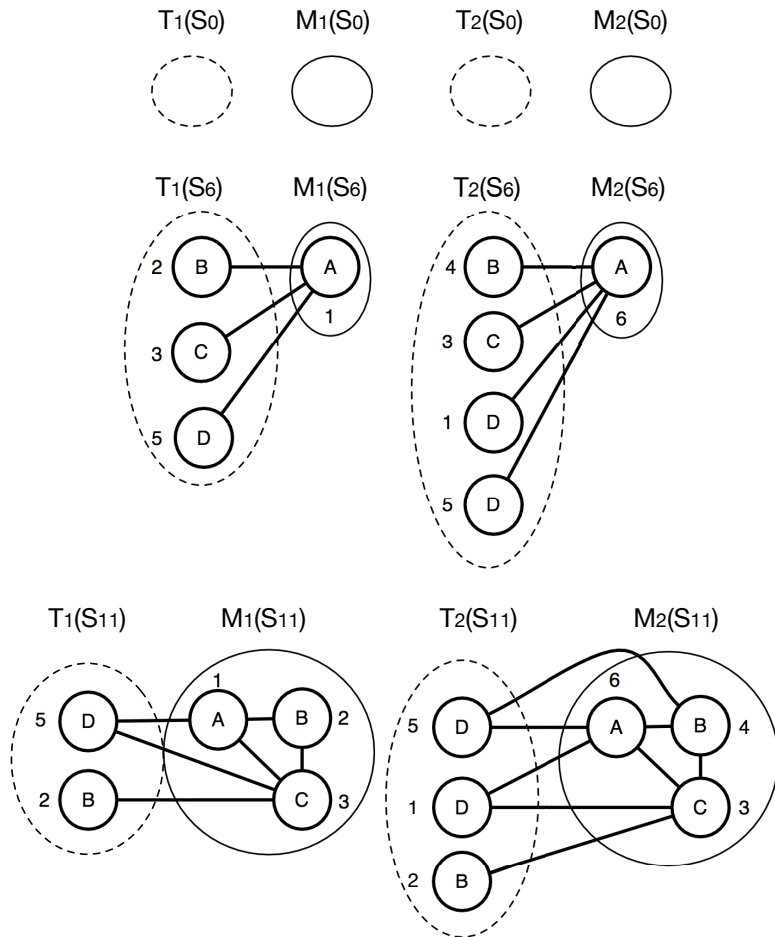 T1(S0) M1(S0) T2(S0) M2(S0)
T1(S6) M1(S6) T2(S6) M2(S6)
2 B A 4 B A
1 6
3 C 3 C
5 D 1 D
5 D
T1(S11) M1(S11) T2(S11) M2(S11)
1 6
5 D A B 2 5 D A B 4
2 B C 3 1 D C 3
2 B